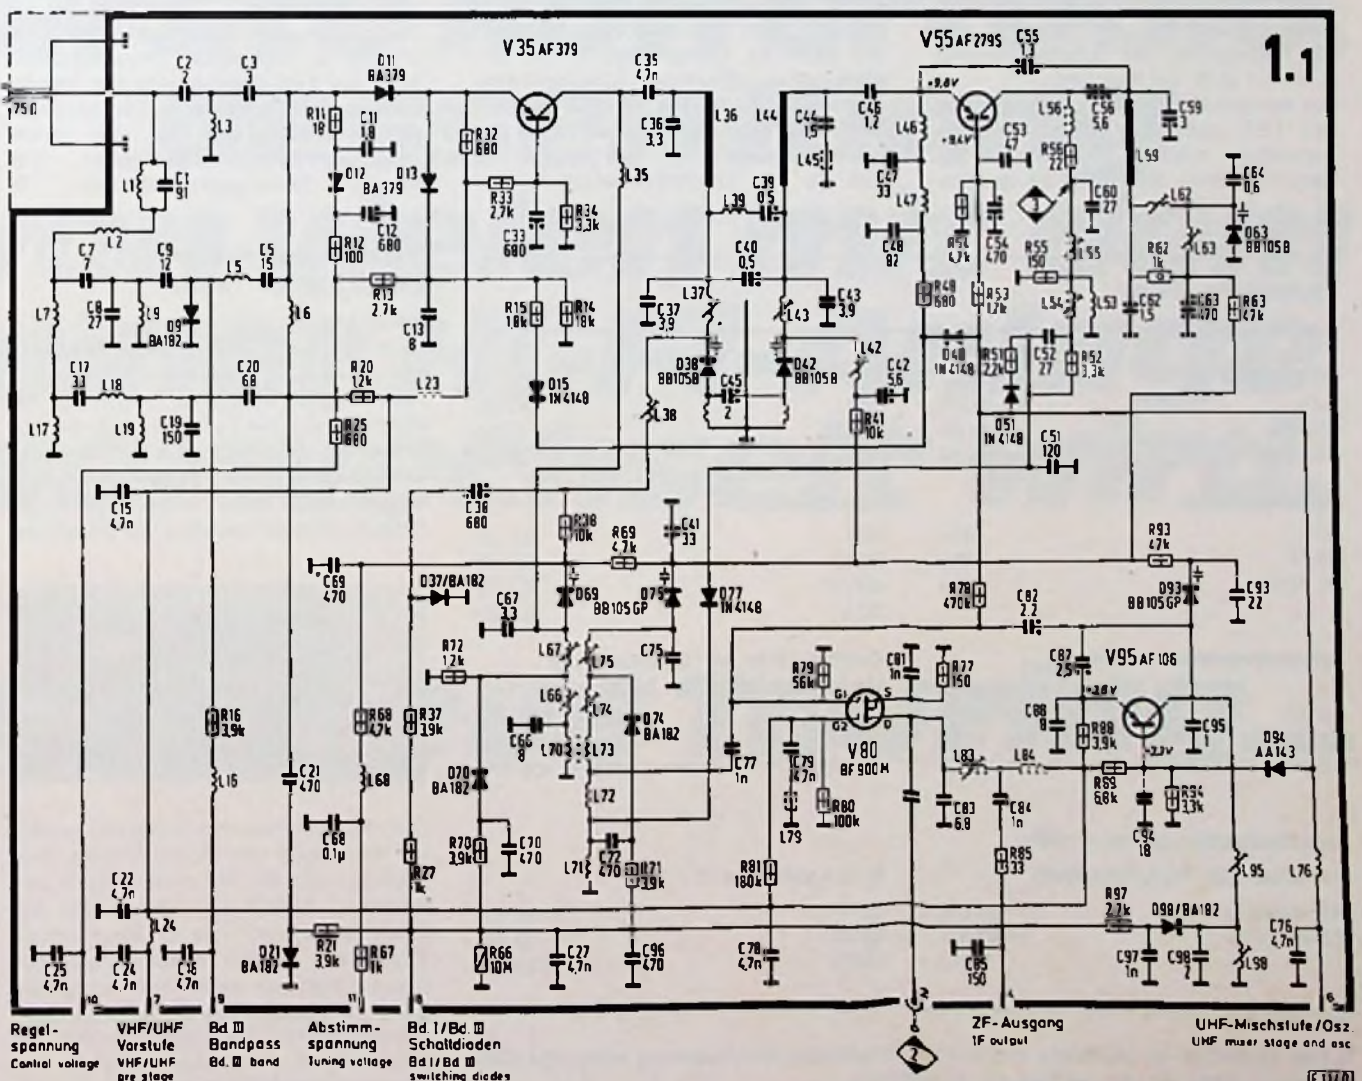 1.1
75Ω
C2
2
C3
3
D11
BA379
V35 AF379
C35
4,7n
V55 AF279S
C55
1,3
L3
R11
18
C11
1,8
D12
BA379
D13
C12
680
R32
680
R33
2,7k
C33
680
R34
3,3k
L35
C36
3,3
L36
L44
C44
1,5
L45
C46
1,2
+9,8V
L46
+9,4V
C53
47
C47
33
L47
C48
82
L56
R56
22
C56
5,6
C59
3
L59
C64
0,6
L1
C1
91
L2
C7
7
C9
12
L5
C5
15
C8
27
L7
L9
D9
BA182
L6
R12
100
R13
2,7k
C13
8
R15
1,8k
R14
18k
L39
C39
0,5
C40
0,5
C37
3,9
L37
L43
C43
3,9
R54
4,7k
C54
470
3
C60
27
R55
150
L55
L54
L53
L62
L63
D63
BB105B
R62
1k
C62
1,5
C63
470
R63
47k
R48
680
R53
1,2k
C17
33
L18
C20
68
R20
1,2k
L23
D15
1N4148
L38
D38
BB105B
C45
2
D42
BB105B
L42
C42
5,6
R41
10k
D48
1N4148
R51
2,2k
C52
27
R52
3,3k
D51
1N4148
C51
120
L17
L19
C19
150
R25
680
C15
4,7n
C38
680
R38
10k
R69
4,7k
C41
33
R93
47k
C69
470
D37/BA182
C67
3,3
D69
BB105GP
D75
D77
1N4148
R78
470k
C82
2,2
D93
BB105GP
C93
22
R72
1,2k
L67
L75
C75
1
R79
56k
C81
1n
R77
150
C87
2,5
V95 AF106
R16
3,9k
R68
47k
R37
3,9k
L66
C66
8
L74
D74
BA182
G1
G2
S
D
V80
BF900M
C88
8
R88
3,9k
C95
1
D94
AA143
L16
C21
470
L68
D70
BA182
L70
L73
L72
C77
1n
C79
4,7n
L79
R80
100k
L83
C83
6,8
L84
C84
1n
R89
6,8k
C94
18
R94
3,3k
C68
0,1µ
R27
1k
R70
3,9k
C70
470
L71
C72
470
R71
3,9k
R81
180k
R85
33
L95
L76
C22
4,7n
L24
R97
2,7k
D98/BA182
C25
4,7n
C24
4,7n
C16
4,7n
D21
BA182
R21
3,9k
R67
1k
R66
10M
C27
4,7n
C96
470
C78
4,7n
C85
150
C97
1n
C98
2
L98
C76
4,7n
10
7
9
11
8
2
4
6
Regel-
spannung
Control voltage
VHF/UHF
Vorstufe
VHF/UHF
pre stage
Bd. III
Bandpass
Bd. III band
Abstimm-
spannung
Tuning voltage
Bd. I/Bd. III
Schaltdioden
Bd I/Bd III
switching diodes
2
ZF-Ausgang
IF output
UHF-Mischstufe/Osz.
UHF mixer stage and osc